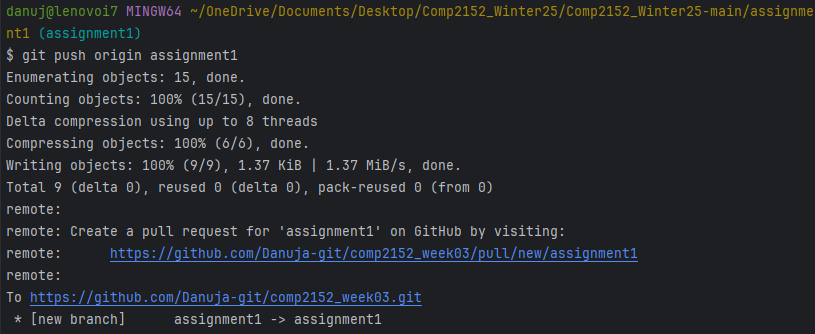 danuj@lenovoi7 MINGW64 ~/OneDrive/Documents/Desktop/Comp2152_Winter25/Comp2152_Winter25-main/assignme
nt1 (assignment1)
$ git push origin assignment1
Enumerating objects: 15, done.
Counting objects: 100% (15/15), done.
Delta compression using up to 8 threads
Compressing objects: 100% (6/6), done.
Writing objects: 100% (9/9), 1.37 KiB | 1.37 MiB/s, done.
Total 9 (delta 0), reused 0 (delta 0), pack-reused 0 (from 0)
remote:
remote: Create a pull request for 'assignment1' on GitHub by visiting:
remote:      https://github.com/Danuja-git/comp2152_week03/pull/new/assignment1
remote:
To https://github.com/Danuja-git/comp2152_week03.git
 * [new branch]      assignment1 -> assignment1